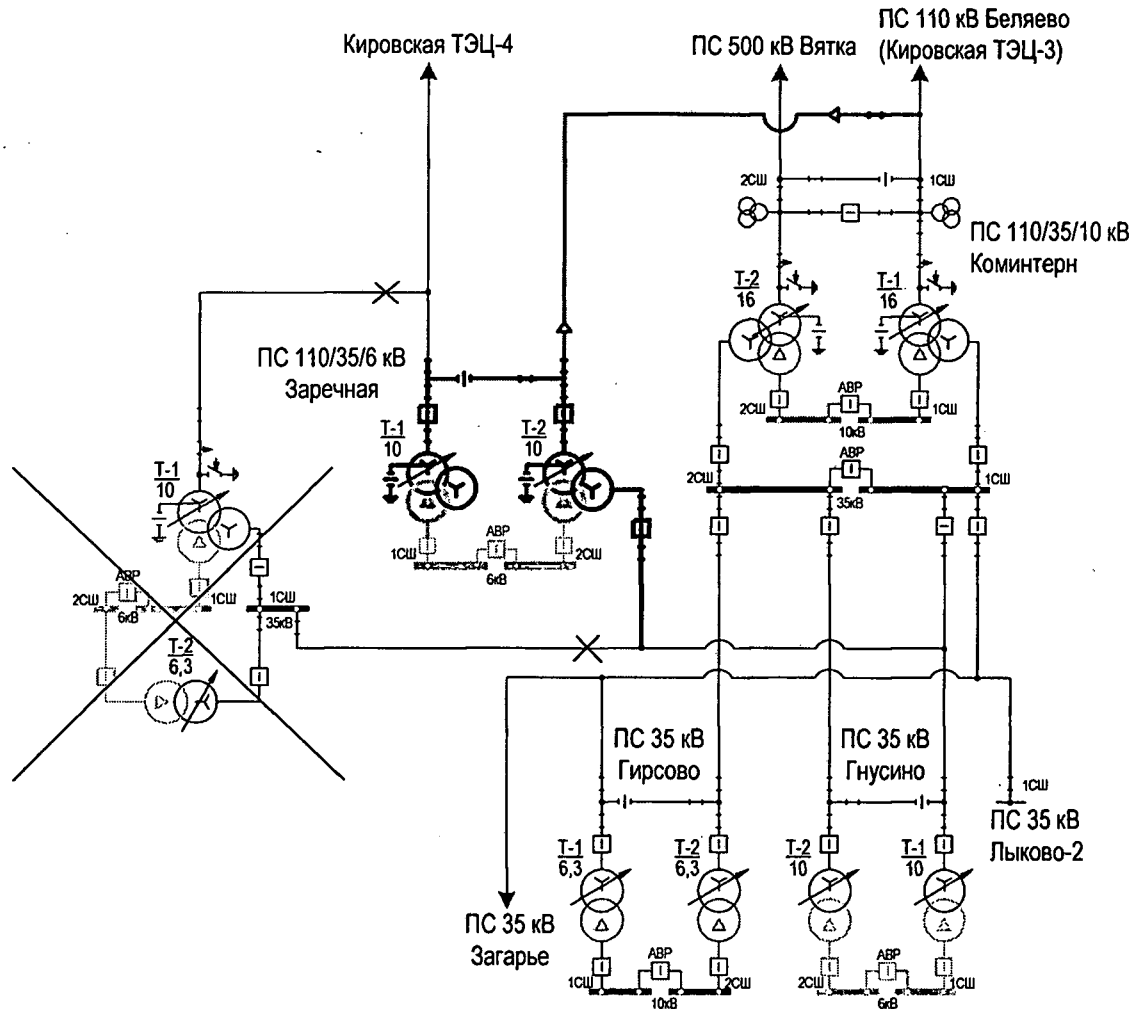 ПС 110 кВ Беляево
(Кировская ТЭЦ-3)
Кировская ТЭЦ-4
ПС 500 кВ Вятка
2СШ
1СШ
ПС 110/35/10 кВ
Коминтерн
Т-2
16
Т-1
16
ПС 110/35/6 кВ
Заречная
АВР
2СШ
1СШ
10кВ
Т-1
10
Т-2
10
АВР
2СШ
1СШ
35кВ
Т-1
10
АВР
1СШ
2СШ
6кВ
АВР
2СШ
1СШ
6кВ
1СШ
35кВ
Т-2
6,3
ПС 35 кВ
Гирсово
ПС 35 кВ
Гнусино
1СШ
ПС 35 кВ
Лыково-2
Т-1
6,3
Т-2
6,3
Т-2
10
Т-1
10
ПС 35 кВ
Загарье
АВР
1СШ
2СШ
10кВ
АВР
2СШ
1СШ
6кВ